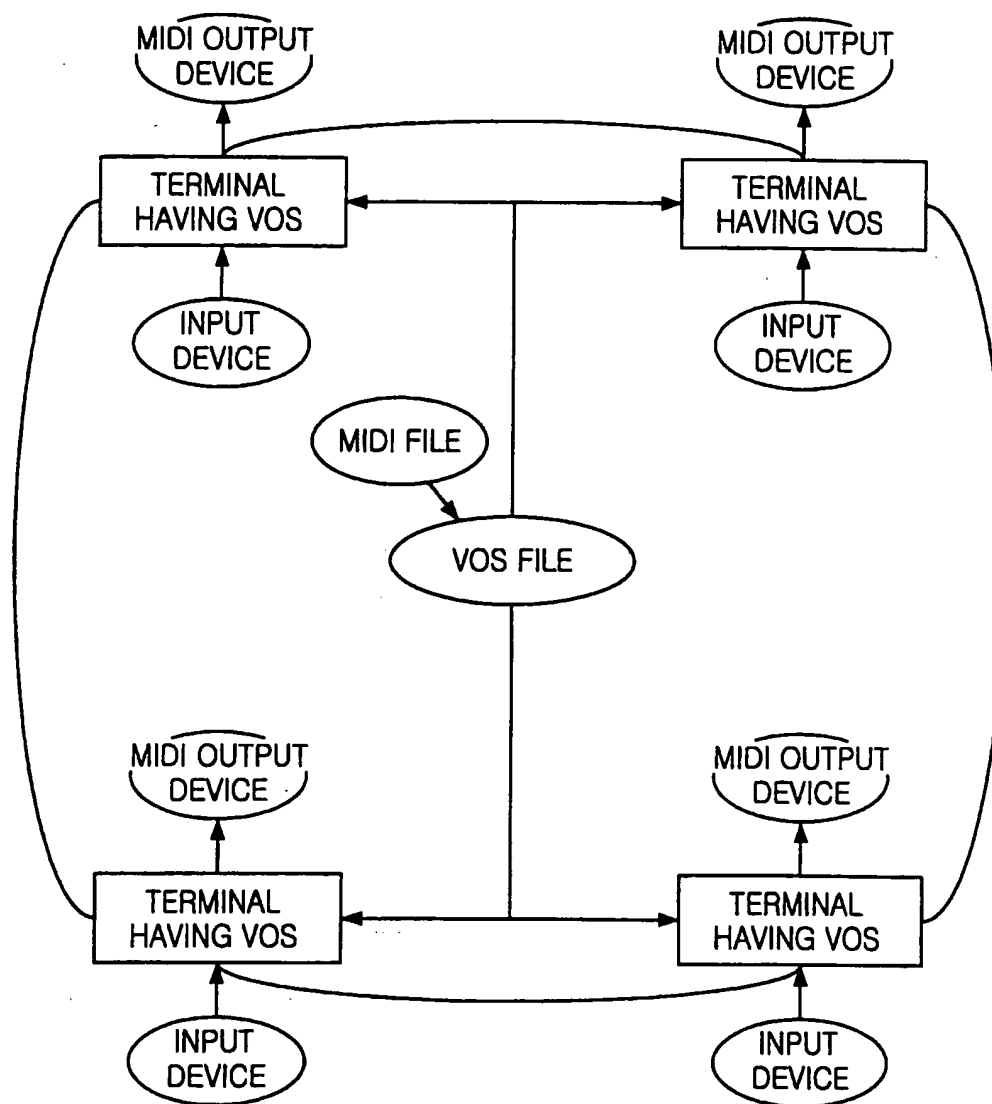 MIDI OUTPUT
DEVICE
MIDI OUTPUT
DEVICE
TERMINAL
HAVING VOS
TERMINAL
HAVING VOS
INPUT
DEVICE
INPUT
DEVICE
MIDI FILE
VOS FILE
MIDI OUTPUT
DEVICE
MIDI OUTPUT
DEVICE
TERMINAL
HAVING VOS
TERMINAL
HAVING VOS
INPUT
DEVICE
INPUT
DEVICE